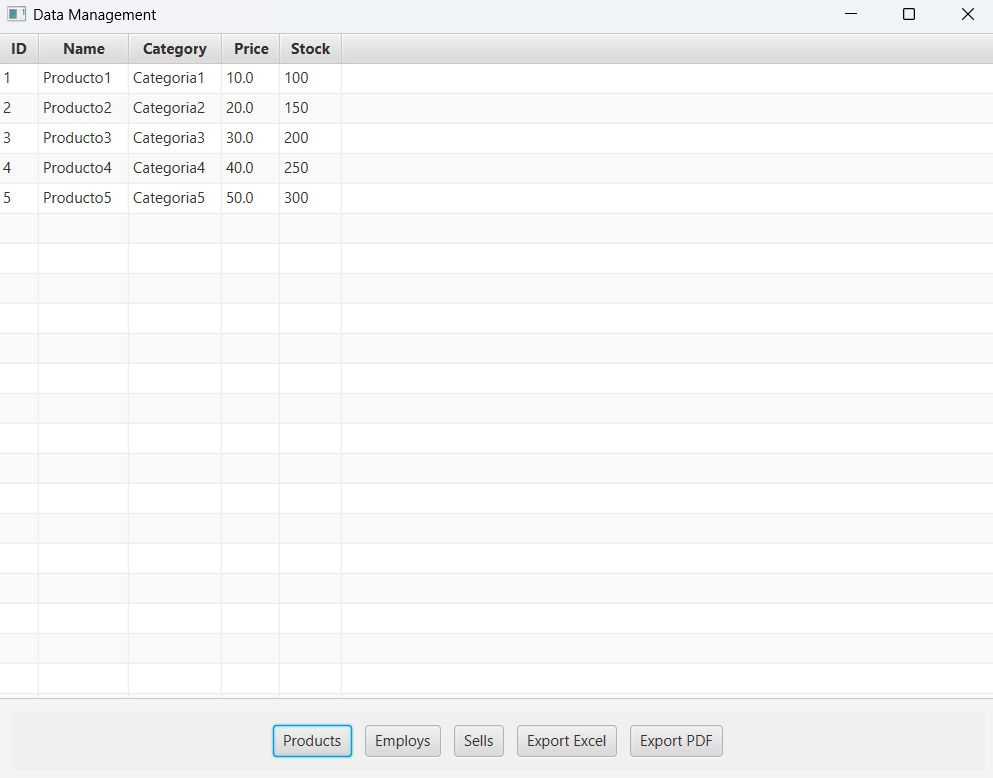 Data Management
ID Name Category Price Stock
1 Producto1 Categoria1 10.0 100
2 Producto2 Categoria2 20.0 150
3 Producto3 Categoria3 30.0 200
4 Producto4 Categoria4 40.0 250
5 Producto5 Categoria5 50.0 300
Products Employs Sells Export Excel Export PDF